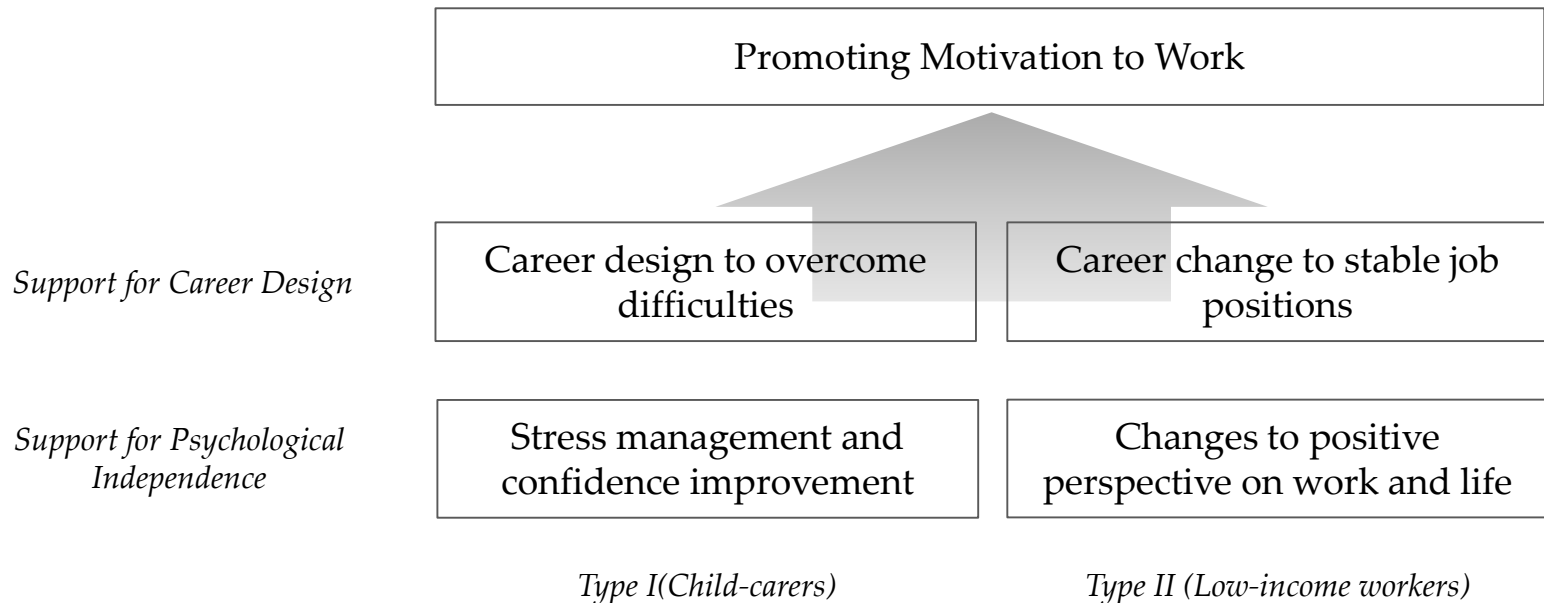 Promoting Motivation to Work
Support for Career Design
Career design to overcome
difficulties
Career change to stable job
positions
Support for Psychological
Independence
Stress management and
confidence improvement
Changes to positive
perspective on work and life
Type I(Child-carers)
Type II (Low-income workers)